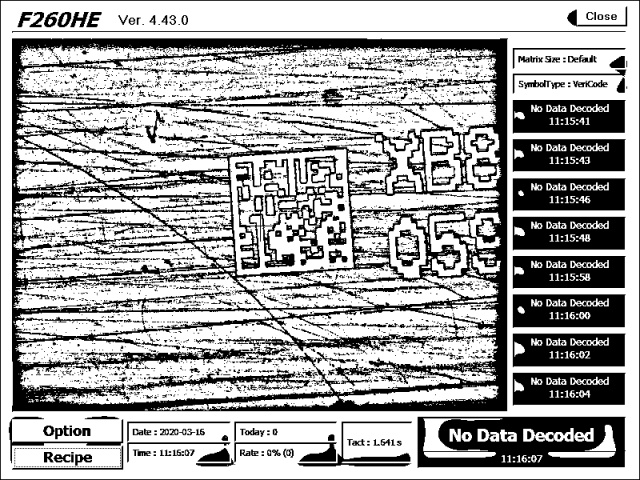 F260HE Ver. 4.43.0
Close
Matrix Size : Default
SymbolType : VeriCode
No Data Decoded
11:15:41
No Data Decoded
11:15:43
No Data Decoded
11:15:46
No Data Decoded
11:15:48
No Data Decoded
11:15:58
No Data Decoded
11:16:00
No Data Decoded
11:16:02
No Data Decoded
11:16:04
XB8
058
Option
Recipe
Date : 2020-03-16
Time : 11:16:07
Today : 0
Rate : 0% (0)
Tact : 1.641 s
No Data Decoded
11:16:07